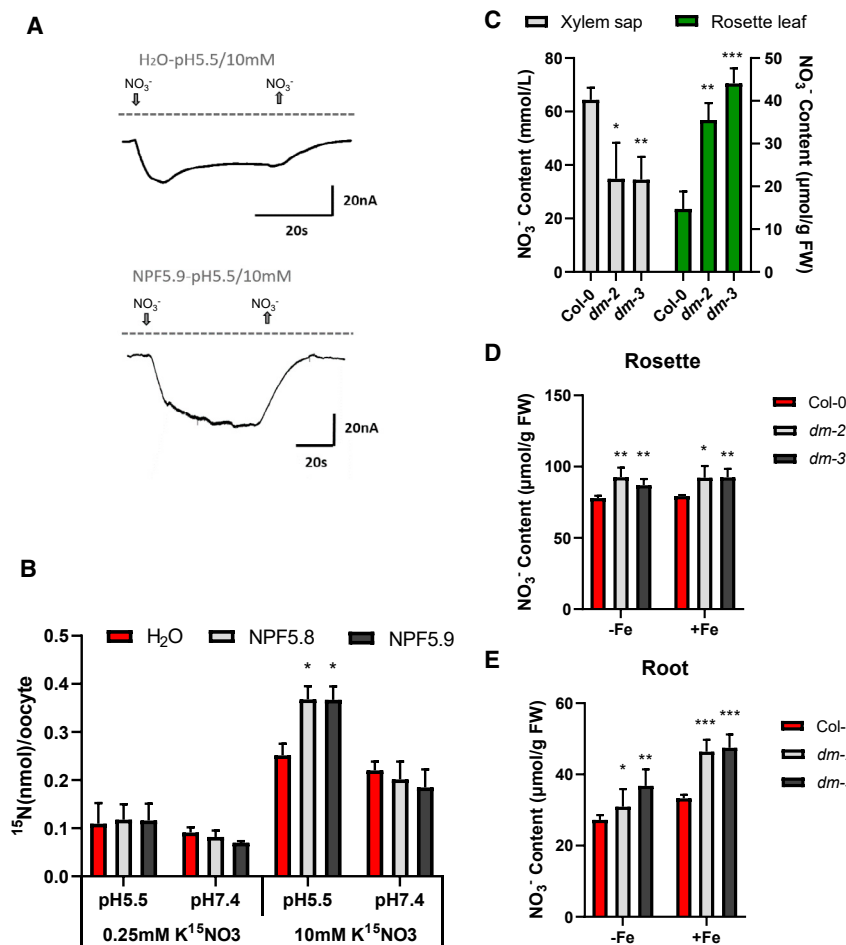 A
H₂O-pH5.5/10mM
NO₃⁻ NO₃⁻
20nA
20s
NPF5.9-pH5.5/10mM
NO₃⁻ NO₃⁻
20nA
20s
B
H₂O NPF5.8 NPF5.9
¹⁵N(nmol)/oocyte
0.5
0.4
0.3
0.2
0.1
0.0
* *
pH5.5 pH7.4 pH5.5 pH7.4
0.25mM K¹⁵NO3 10mM K¹⁵NO3
C
Xylem sap Rosette leaf
NO₃⁻ Content (mmol/L)
80
60
40
20
0
* ** ** ***
50
40
30
20
10
0
NO₃⁻ Content (μmol/g FW)
Col-0 dm-2 dm-3 Col-0 dm-2 dm-3
D
Rosette
NO₃⁻ Content (μmol/g FW)
150
100
50
0
** ** * **
-Fe +Fe
Col-0
dm-2
dm-3
E
Root
NO₃⁻ Content (μmol/g FW)
60
40
20
0
* ** *** ***
-Fe +Fe
Col-
dm-
dm-